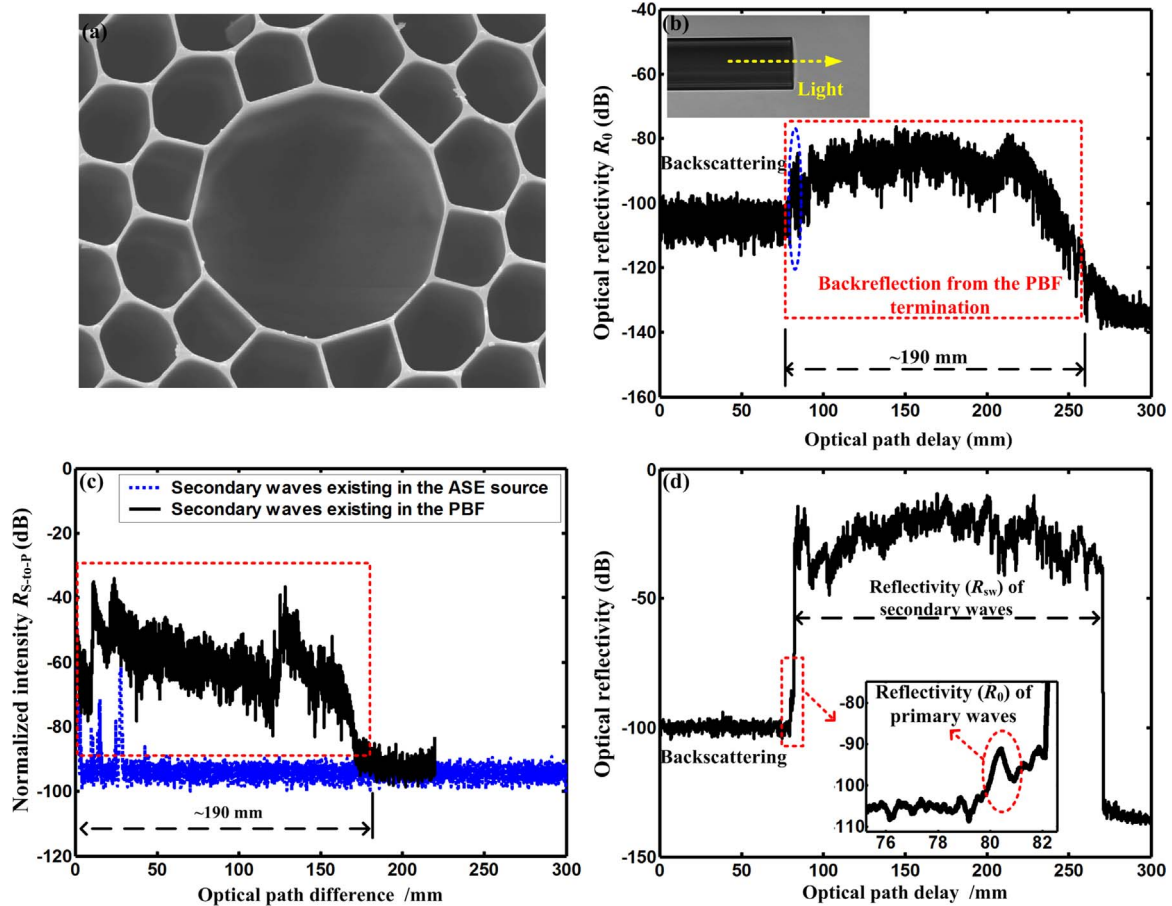 (a)
(b)
-40
-60
-80
-100
-120
-140
-160
0
50
100
150
200
250
300
Optical reflectivity R0 (dB)
Optical path delay (mm)
Light
Backscattering
Backreflection from the PBF
termination
~190 mm
(c)
0
-20
-40
-60
-80
-100
-120
0
50
100
150
200
250
300
Normalized intensity RS-to-P (dB)
Optical path difference /mm
Secondary waves existing in the ASE source
Secondary waves existing in the PBF
~190 mm
(d)
0
-50
-100
-150
0
50
100
150
200
250
300
Optical reflectivity (dB)
Optical path delay /mm
Reflectivity (Rsw) of
secondary waves
Backscattering
Reflectivity (R0) of
primary waves
-80
-90
-100
-110
76
78
80
82